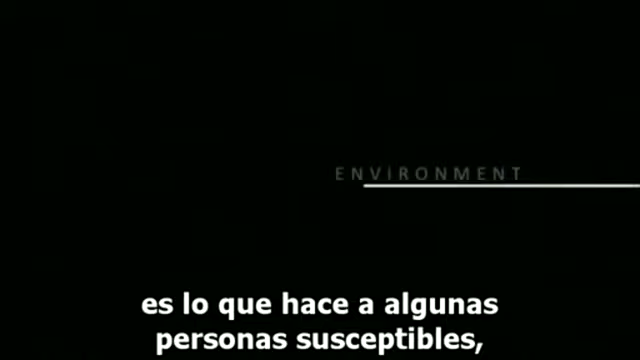 ENVIRONMENT
es lo que hace a algunas
personas susceptibles,